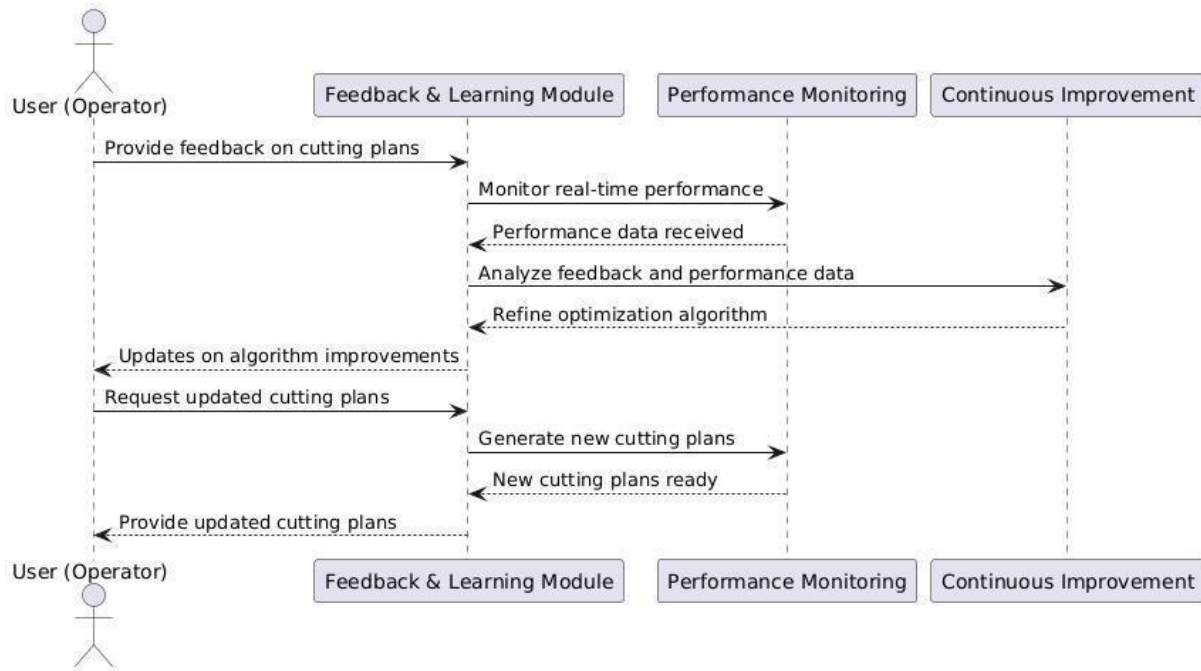 User (Operator)
Feedback & Learning Module
Performance Monitoring
Continuous Improvement
Provide feedback on cutting plans
Monitor real-time performance
Performance data received
Analyze feedback and performance data
Refine optimization algorithm
Updates on algorithm improvements
Request updated cutting plans
Generate new cutting plans
New cutting plans ready
Provide updated cutting plans
User (Operator)
Feedback & Learning Module
Performance Monitoring
Continuous Improvement